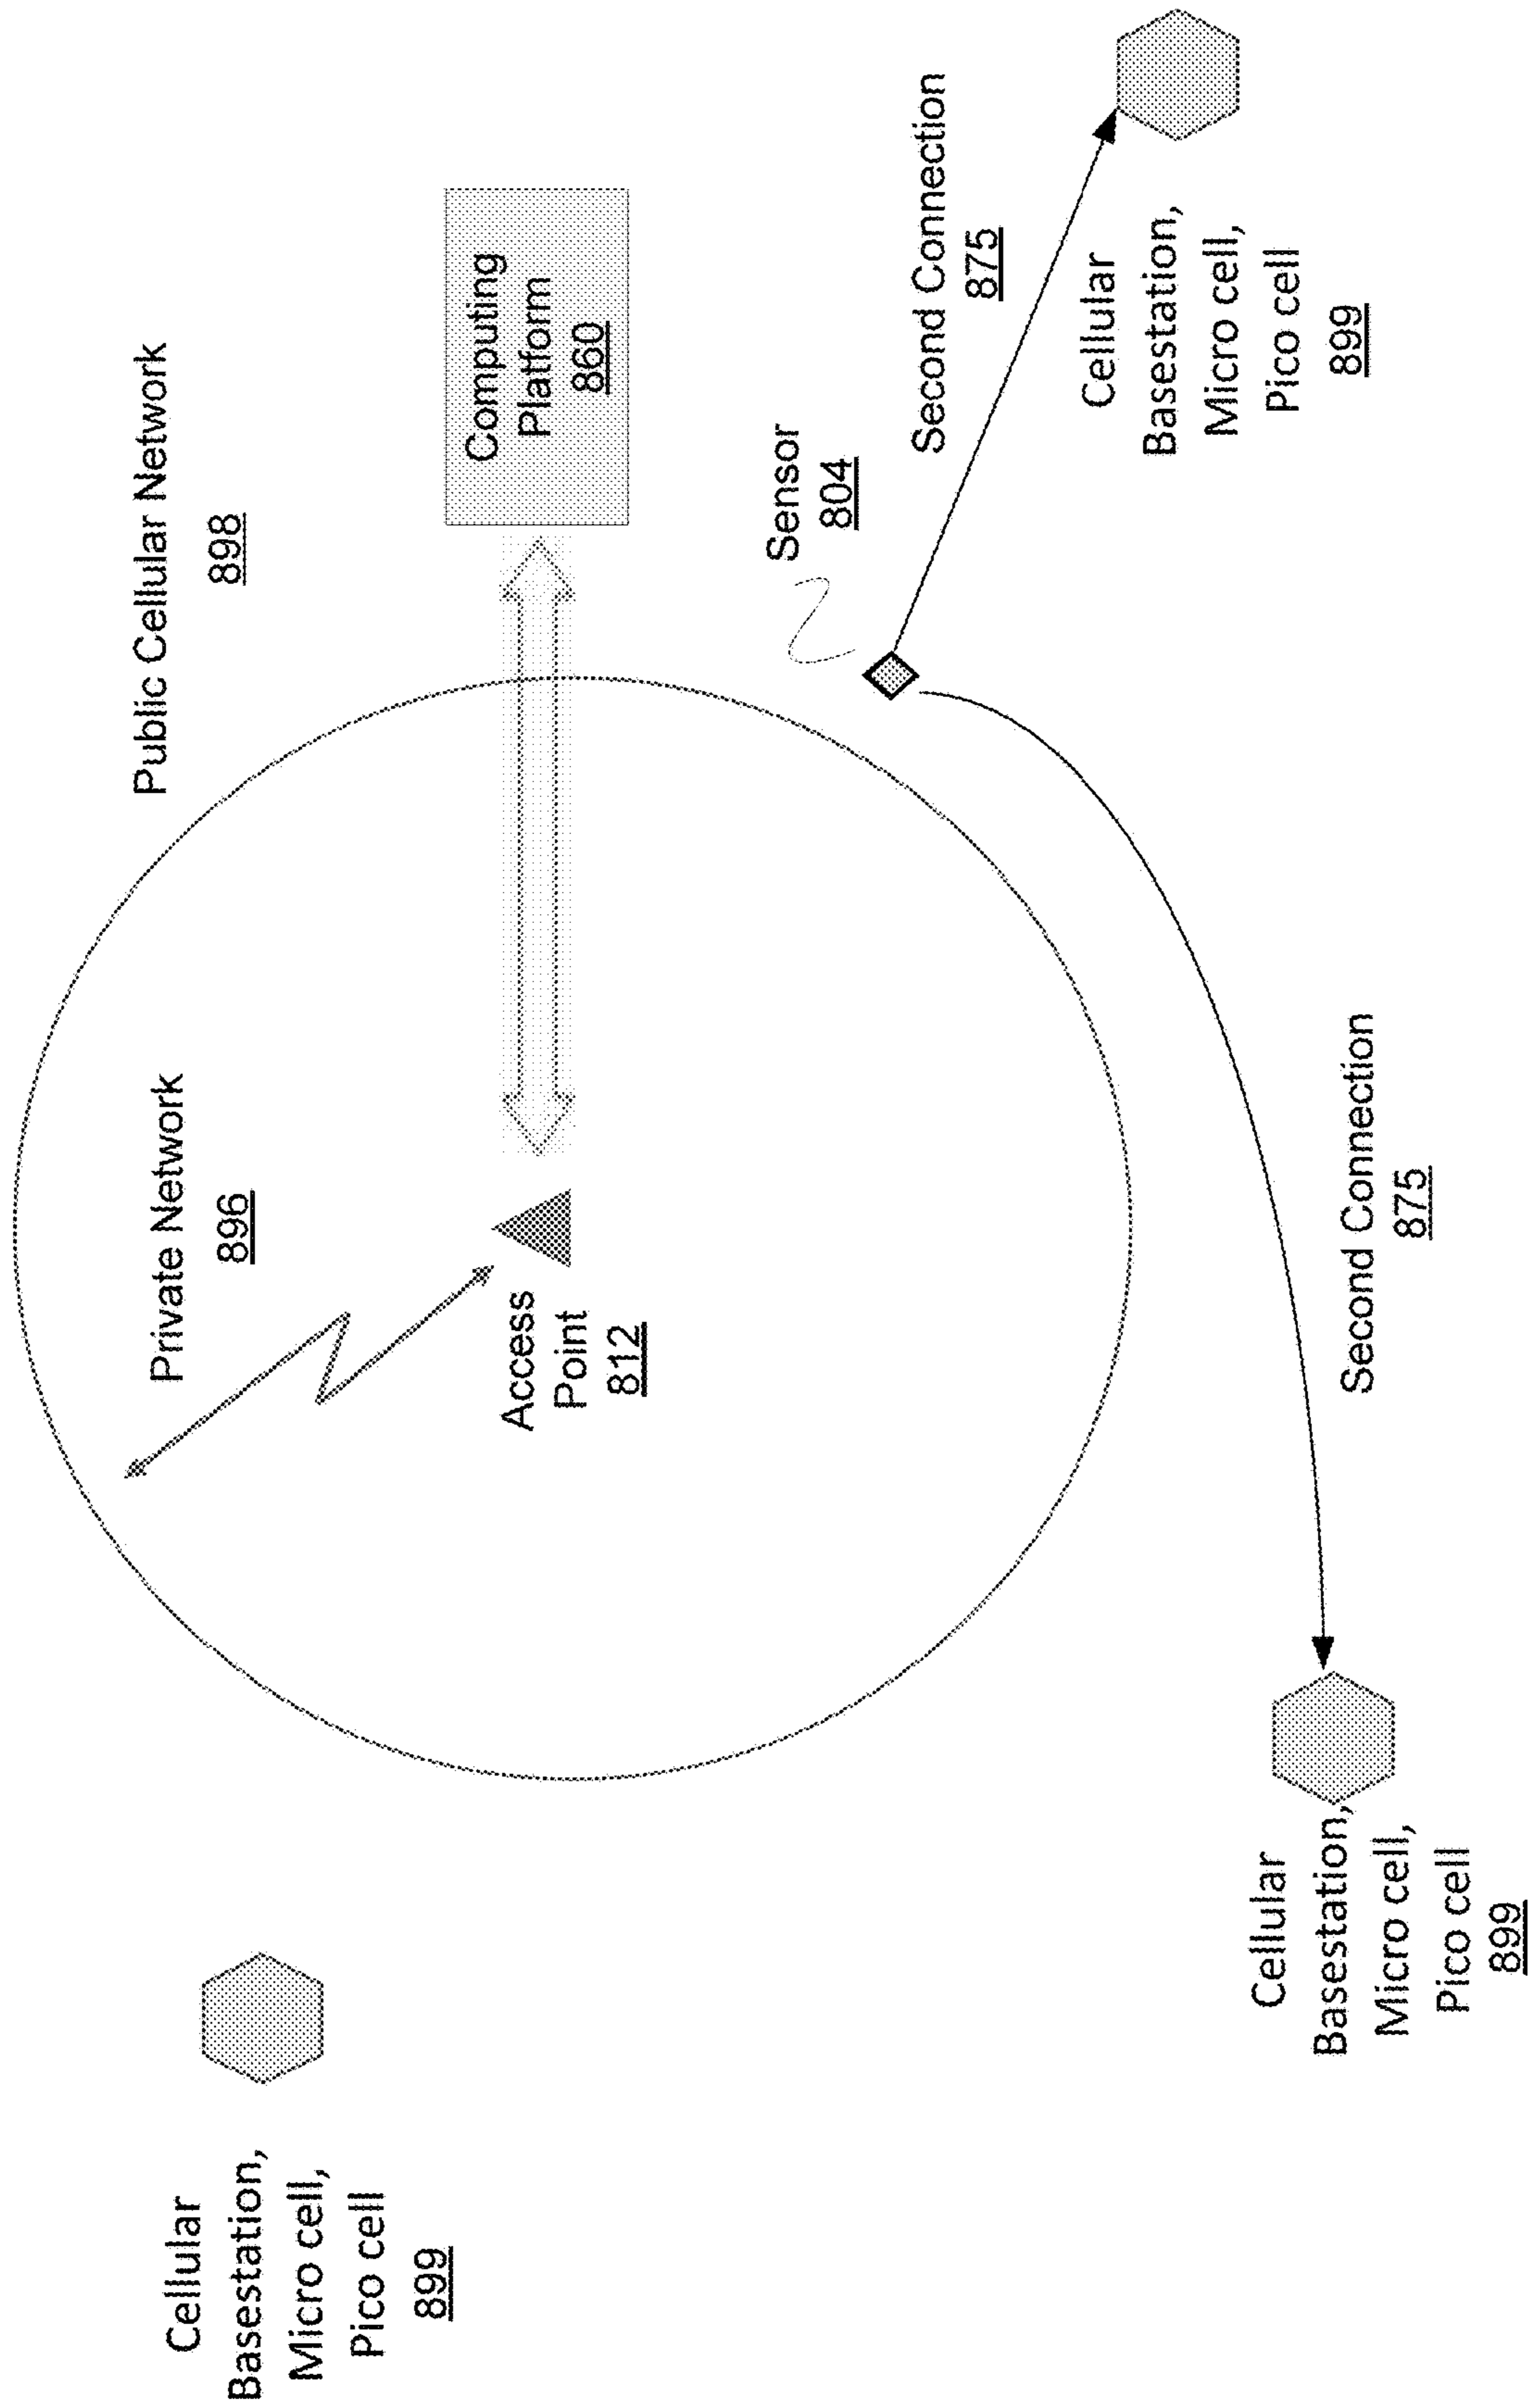 Public Cellular Network
898
Private Network
896
Cellular
Basestation,
Micro cell,
Pico cell
899
Computing
Platform
860
Access
Point
812
Sensor
804
Second Connection
875
Cellular
Basestation,
Micro cell,
Pico cell
899
Second Connection
875
Cellular
Basestation,
Micro cell,
Pico cell
899